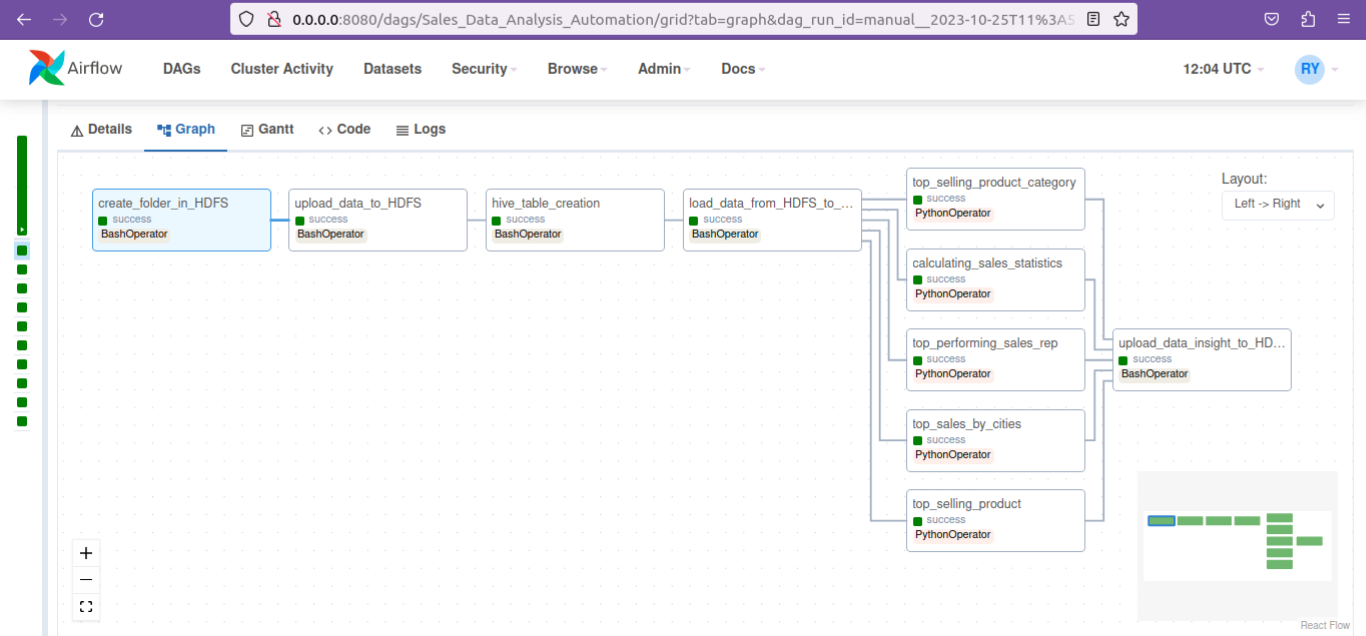 0.0.0.0:8080/dags/Sales_Data_Analysis_Automation/grid?tab=graph&dag_run_id=manual__2023-10-25T11%3A5
Airflow DAGs Cluster Activity Datasets Security Browse Admin Docs 12:04 UTC RY
Details Graph Gantt Code Logs
Layout:
Left -> Right
create_folder_in_HDFS
success
BashOperator
upload_data_to_HDFS
success
BashOperator
hive_table_creation
success
BashOperator
load_data_from_HDFS_to_...
success
BashOperator
top_selling_product_category
success
PythonOperator
calculating_sales_statistics
success
PythonOperator
top_performing_sales_rep
success
PythonOperator
top_sales_by_cities
success
PythonOperator
top_selling_product
success
PythonOperator
upload_data_insight_to_HD...
success
BashOperator
React Flow